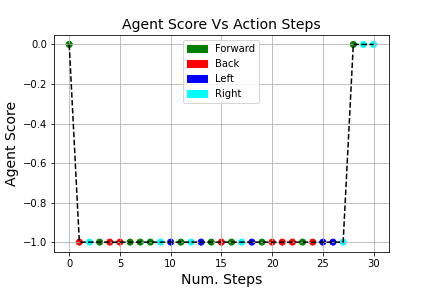 Agent Score Vs Action Steps
Agent Score
0.0
−0.2
−0.4
−0.6
−0.8
−1.0
Forward
Back
Left
Right
0 5 10 15 20 25 30
Num. Steps